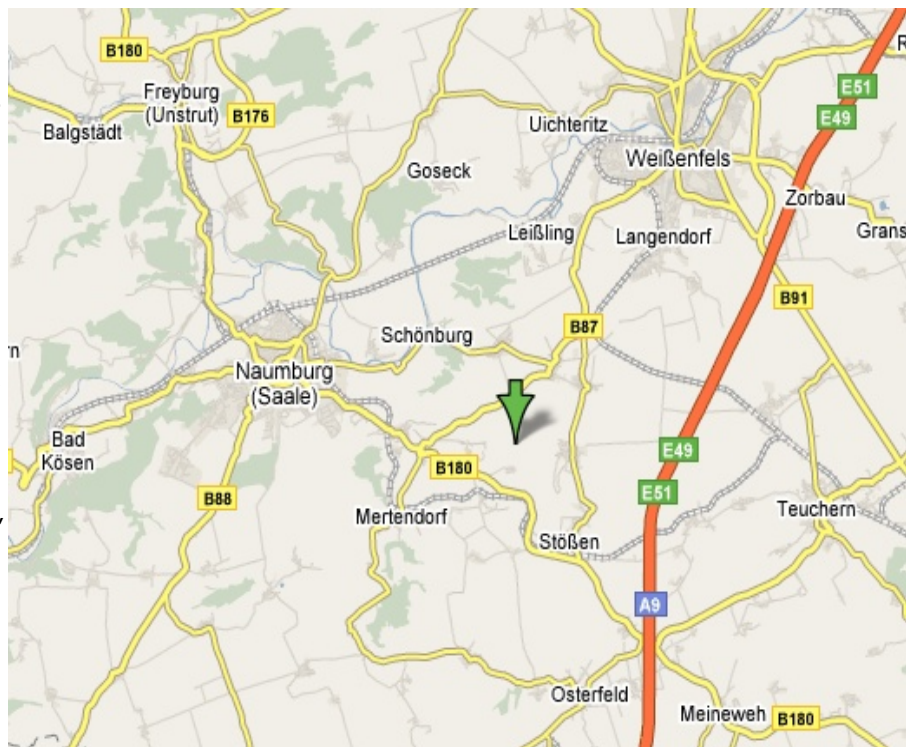 B180
Freyburg
(Unstrut)
B176
Balgstädt
Uichteritz
E51
E49
R
Weißenfels
Goseck
Zorbau
Leißling
Langendorf
Grans
B91
B87
Schönburg
rn
Naumburg
(Saale)
Bad
Kösen
B180
E49
B88
E51
Mertendorf
Teuchern
Stößen
A9
Osterfeld
Meineweh
B180